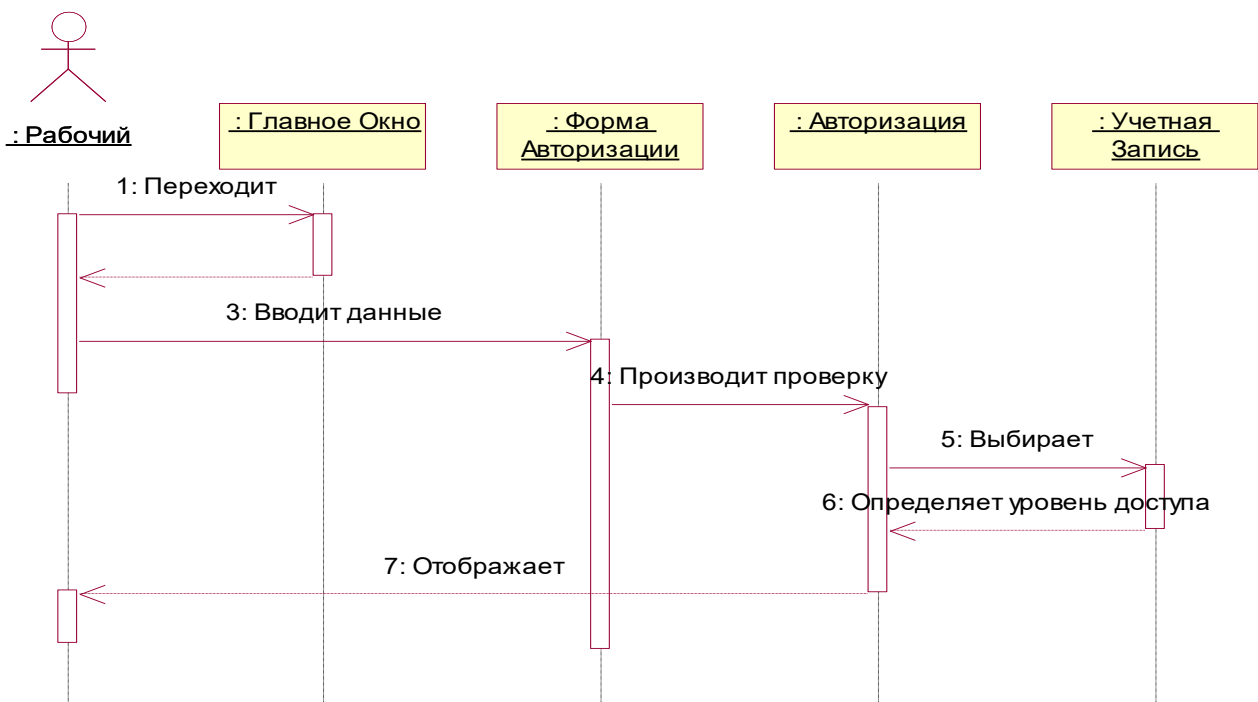 : Рабочий
: Главное Окно
: Форма
Авторизации
: Авторизация
: Учетная
Запись
1: Переходит
3: Вводит данные
4: Производит проверку
5: Выбирает
6: Определяет уровень доступа
7: Отображает